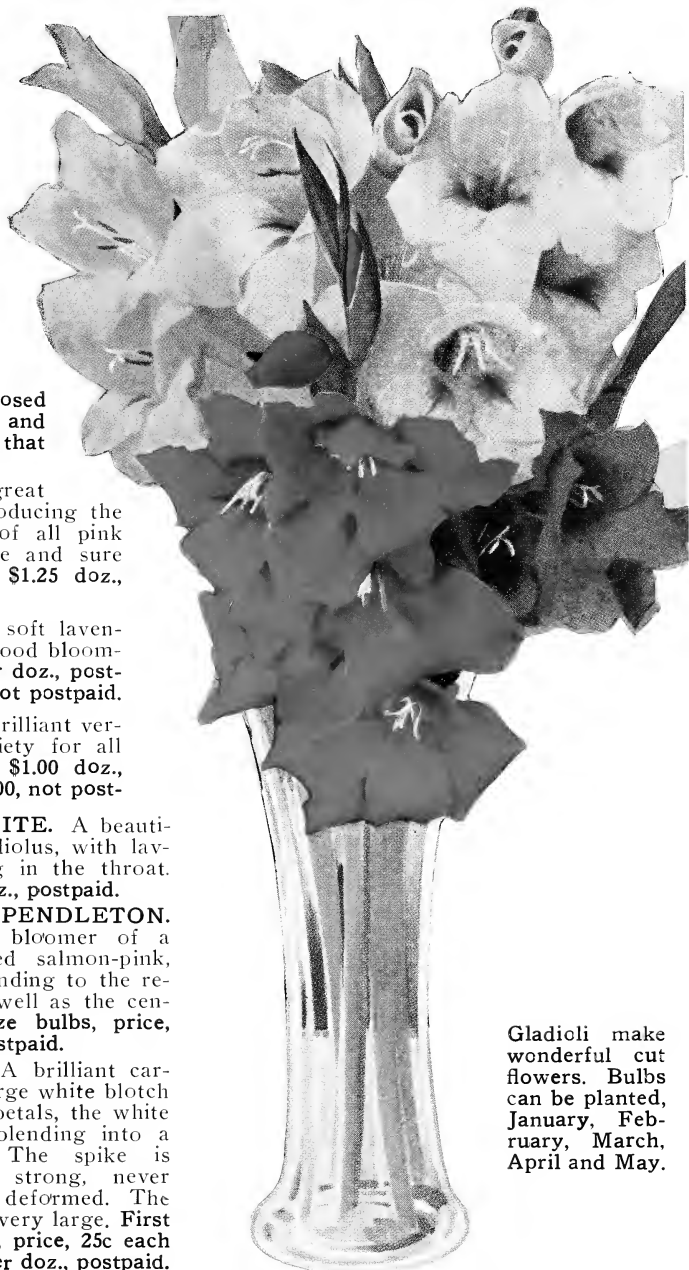 osed
and
that
great
oducing the
of all pink
e and sure
$1.25 doz.,
soft laven-
ood bloom-
doz., post-
ot postpaid.
rilliant ver-
iety for all
$1.00 doz.,
00, not post-
ITE. A beauti-
diolus, with lav-
g in the throat.
z., postpaid.
PENDLETON.
bloomer of a
ed salmon-pink,
nding to the re-
well as the cen-
ze bulbs, price,
stpaid.
A brilliant car-
rge white blotch
petals, the white
blending into a
The spike is
strong, never
deformed. The
very large. First
, price, 25c each
er doz., postpaid.
Gladioli make
wonderful cut
flowers. Bulbs
can be planted,
January, Feb-
ruary, March,
April and May.